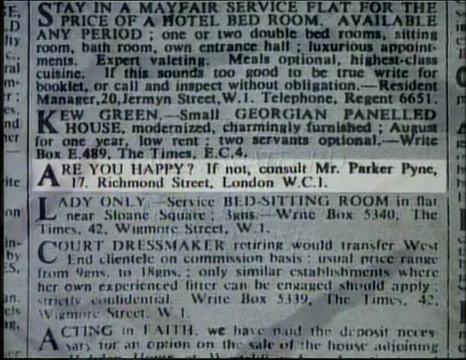 STAY IN A MAYFAIR SERVICE FLAT FOR THE
PRICE OF A HOTEL BED ROOM. AVAILABLE
ANY PERIOD; one or two double bed rooms, sitting
room, bath room, own entrance hall; luxurious appoint-
ments. Expert valeting. Meals optional, highest-class
cuisine. If this sounds too good to be true write for
booklet, or call and inspect without obligation.—Resident
Manager, 20, Jermyn Street, W.1. Telephone, Regent 6651.
KEW GREEN.—Small GEORGIAN PANELLED
HOUSE, modernized, charmingly furnished; August
for one year, low rent; two servants optional.—Write
Box E.489, The Times, E.C.4.
ARE YOU HAPPY? If not, consult Mr. Parker Pyne,
17. Richmond Street, London W.C.1.
LADY ONLY.—Service BED-SITTING ROOM in flat
near Sloane Square; 3gns.—Write Box 5340, The
Times, 42, Wigmore Street, W.1.
COURT DRESSMAKER retiring would transfer West
End clientele on commission basis: usual price range
from 9gns. to 18gns.; only similar establishments where
her own experienced fitter can be engaged should apply;
strictly confidential. Write Box 5339, The Times, 42,
Wigmore Street, W.1.
ACTING in FAITH, we have paid the deposit neces-
sary for an option on the sale of the house adjoining